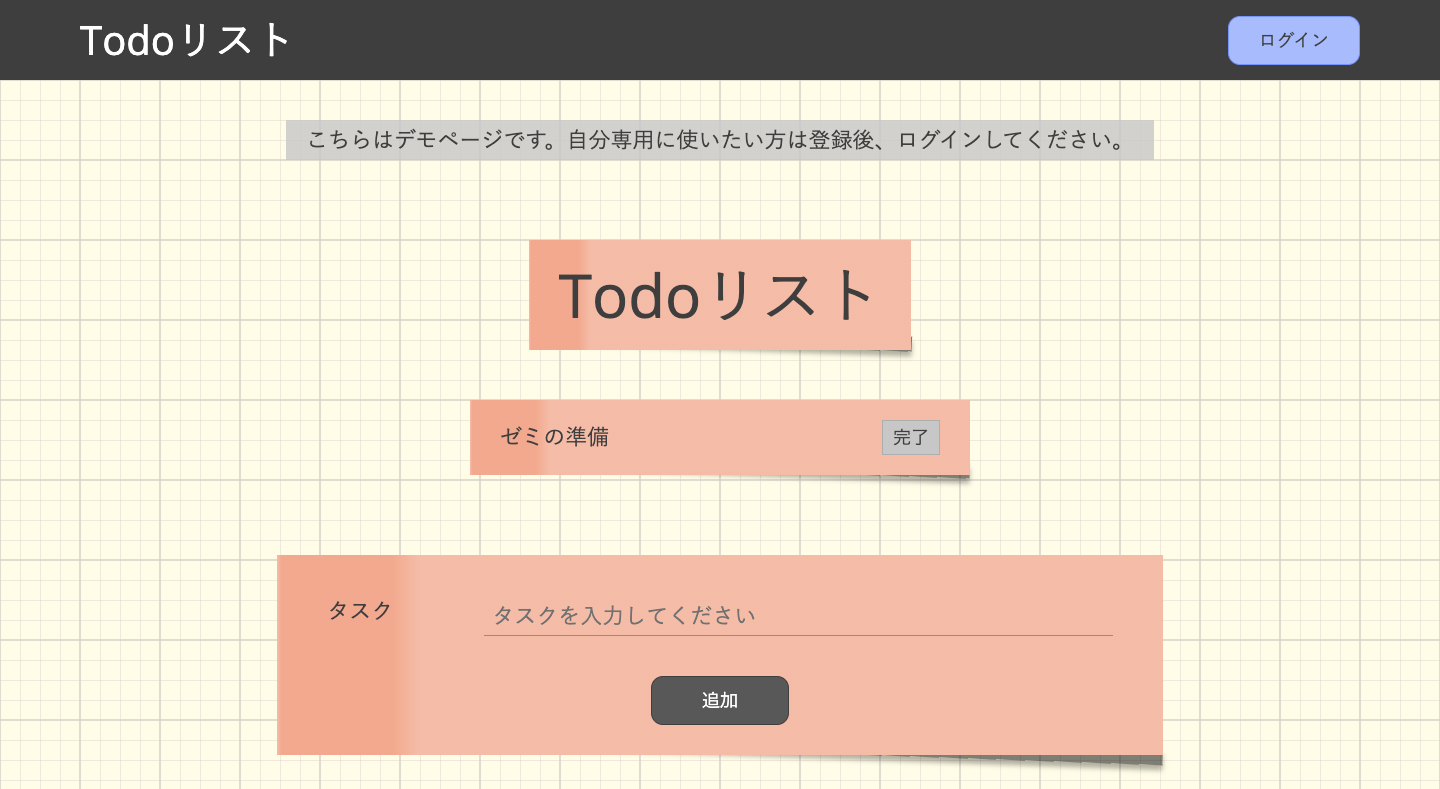 Todoリスト
ログイン
こちらはデモページです。自分専用に使いたい方は登録後、ログインしてください。
Todoリスト
ゼミの準備
完了
タスク
タスクを入力してください
追加